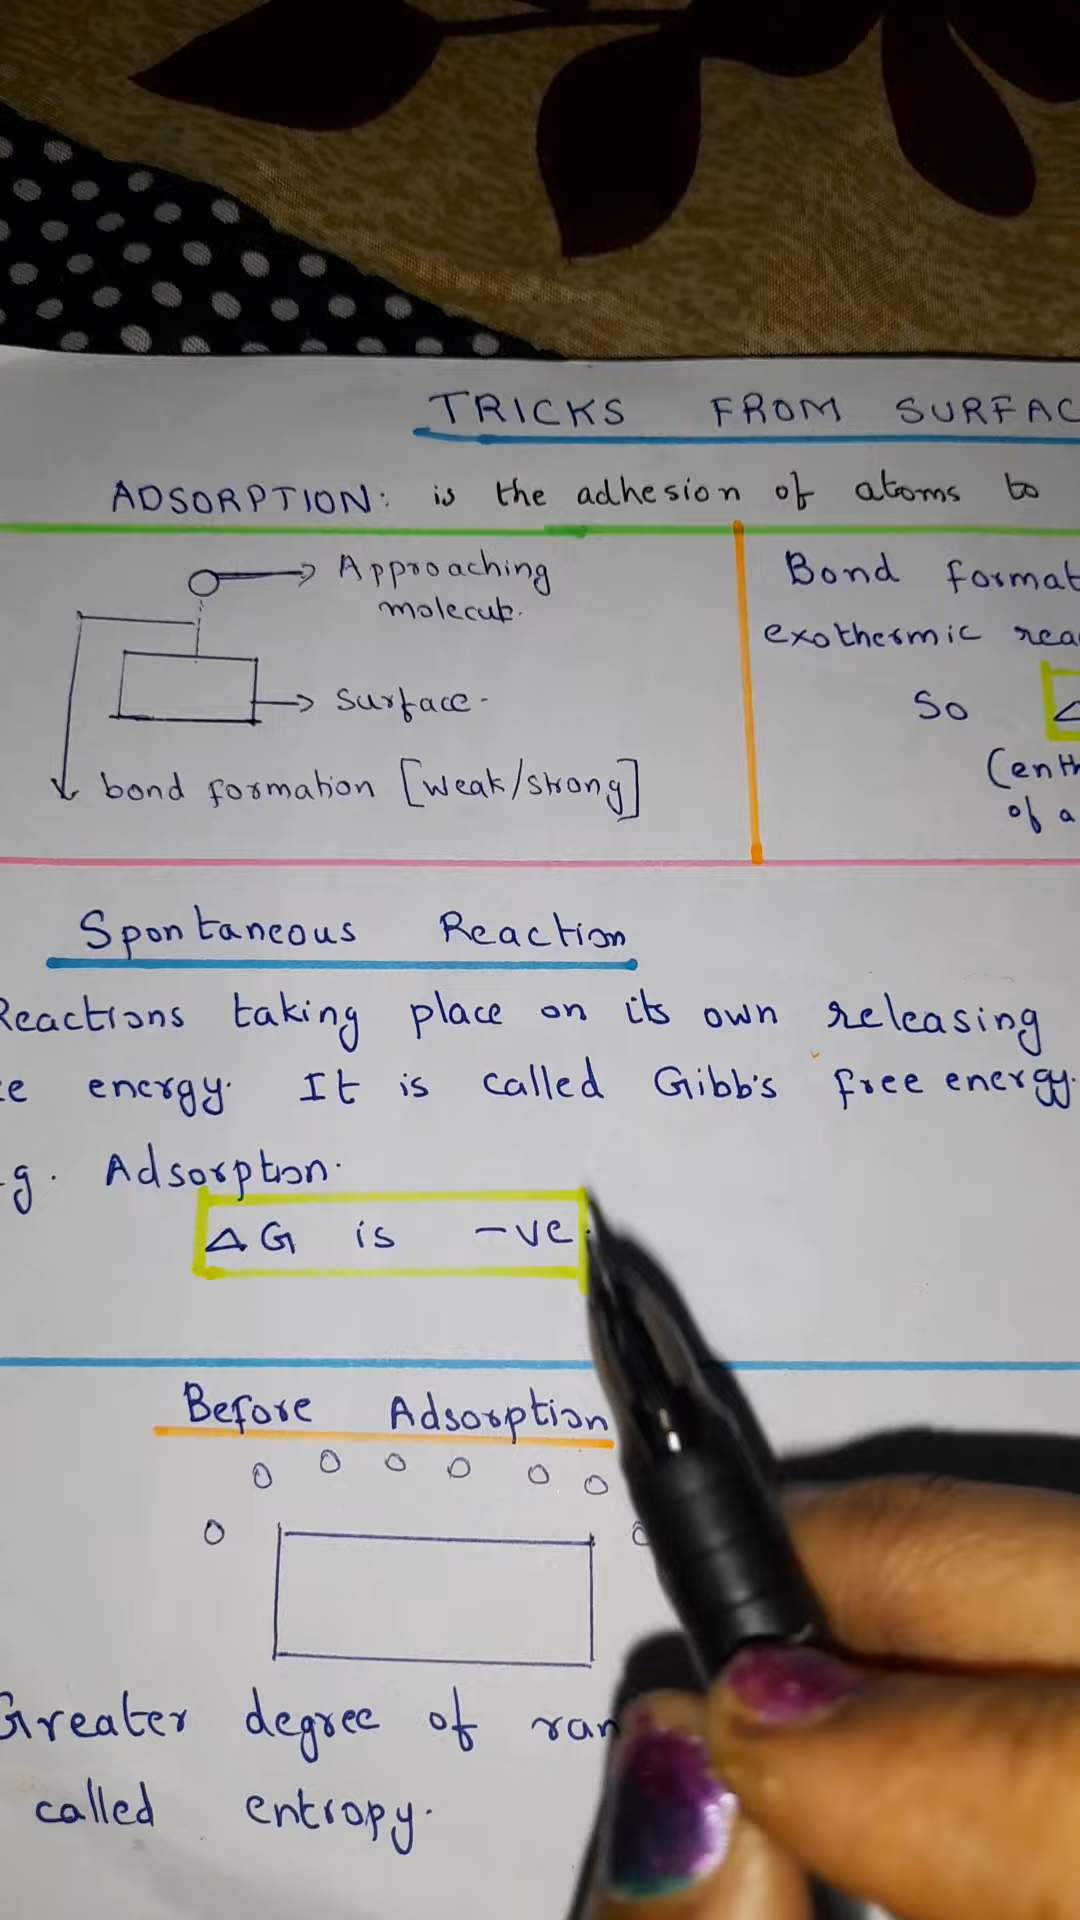 TRICKS FROM SURFAC
ADSORPTION: is the adhesion of atoms to
Approaching
molecule.
Surface.
bond formation [weak/strong]
Bond format
exothermic rea
So
(enth
of a
Spontaneous Reaction
Reactions taking place on its own releasing
energy. It is called Gibb's free energy.
g. Adsorption.
ΔG is -ve.
Before Adsorption
Greater degree of ran
called entropy.